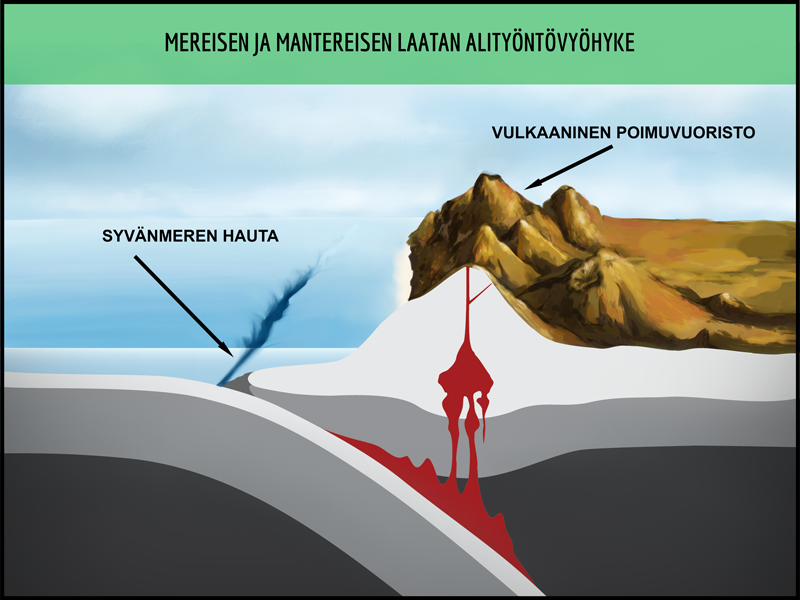 MEREISEN JA MANTEREISEN LAATAN ALITYÖNTÖVYÖHYKE
VULKAANINEN POIMUVUORISTO
SYVÄNMEREN HAUTA